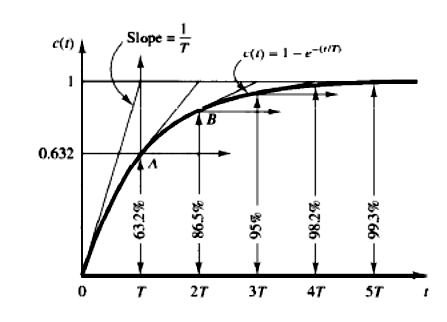 c(t)
Slope = 1/T
c(t) = 1 − e^−(t/T)
1
B
0.632
A
63.2%
86.5%
95%
98.2%
99.3%
0 T 2T 3T 4T 5T t